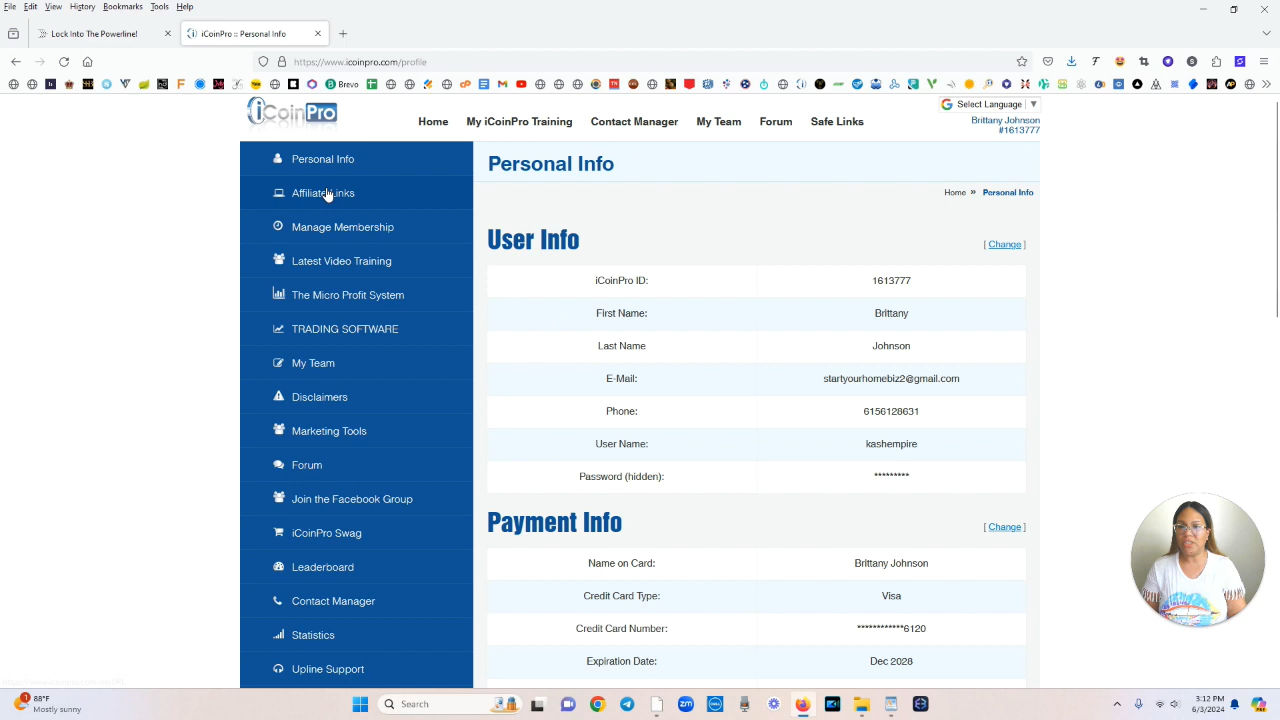 File Edit View History Bookmarks Tools Help
Lock Into The Powerline!
iCoinPro :: Personal Info
https://www.icoinpro.com/profile
Brevo
iCoinPro
Select Language
Home My iCoinPro Training Contact Manager My Team Forum Safe Links
Brittany Johnson
#1613777
Personal Info
Affiliate Links
Manage Membership
Latest Video Training
The Micro Profit System
TRADING SOFTWARE
My Team
Disclaimers
Marketing Tools
Forum
Join the Facebook Group
iCoinPro Swag
Leaderboard
Contact Manager
Statistics
Upline Support
Personal Info
Home » Personal Info
User Info [ Change ]
iCoinPro ID: 1613777
First Name: Brittany
Last Name Johnson
E-Mail: startyourhomebiz2@gmail.com
Phone: 6156128631
User Name: kashempire
Password (hidden): *********
Payment Info [ Change ]
Name on Card: Brittany Johnson
Credit Card Type: Visa
Credit Card Number: ************6120
Expiration Date: Dec 2028
88°F
Mostly sunny
Search
3:12 PM
6/3/2024